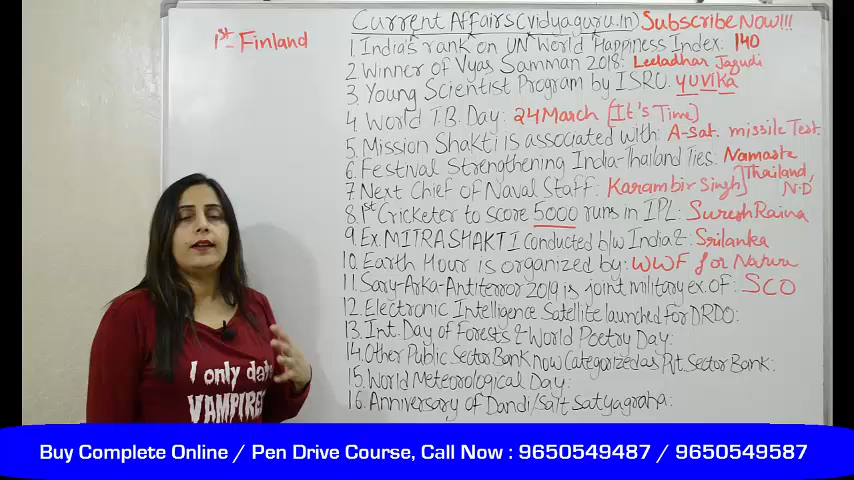 Current Affairs (vidyaguru.in) Subscribe Now!!!
1st Finland
1 India's rank on UN World Happiness Index: 140
2 Winner of Vyas Samman 2018: Leeladhar Jagudi
3. Young Scientist Program by ISRO. YUVIKA
4. World T.B. Day: 24 March (It's Time)
5. Mission Shakti is associated with: A-Sat. missile Test.
6. Festival Strengthening India-Thailand Ties: Namaste Thailand, N.D
7 Next Chief of Naval Staff: Karambir Singh
8. 1st Cricketer to score 5000 runs in IPL: Suresh Raina
9. Ex. MITRA SHAKTI conducted b/w India &: Srilanka
10. Earth Hour is organized by: WWF for Nature
11. Sary-Arka-Antiterror 2019 is joint military ex. of: SCO
12. Electronic Intelligence Satellite launched for DRDO:
13. Int. Day of Forests & World Poetry Day:
14. Other Public Sector Bank now Categorized as Pvt. Sector Bank:
15. World Meteorological Day:
16. Anniversary of Dandi/Salt Satyagraha:
I only date
VAMPIRES
Buy Complete Online / Pen Drive Course, Call Now : 9650549487 / 9650549587